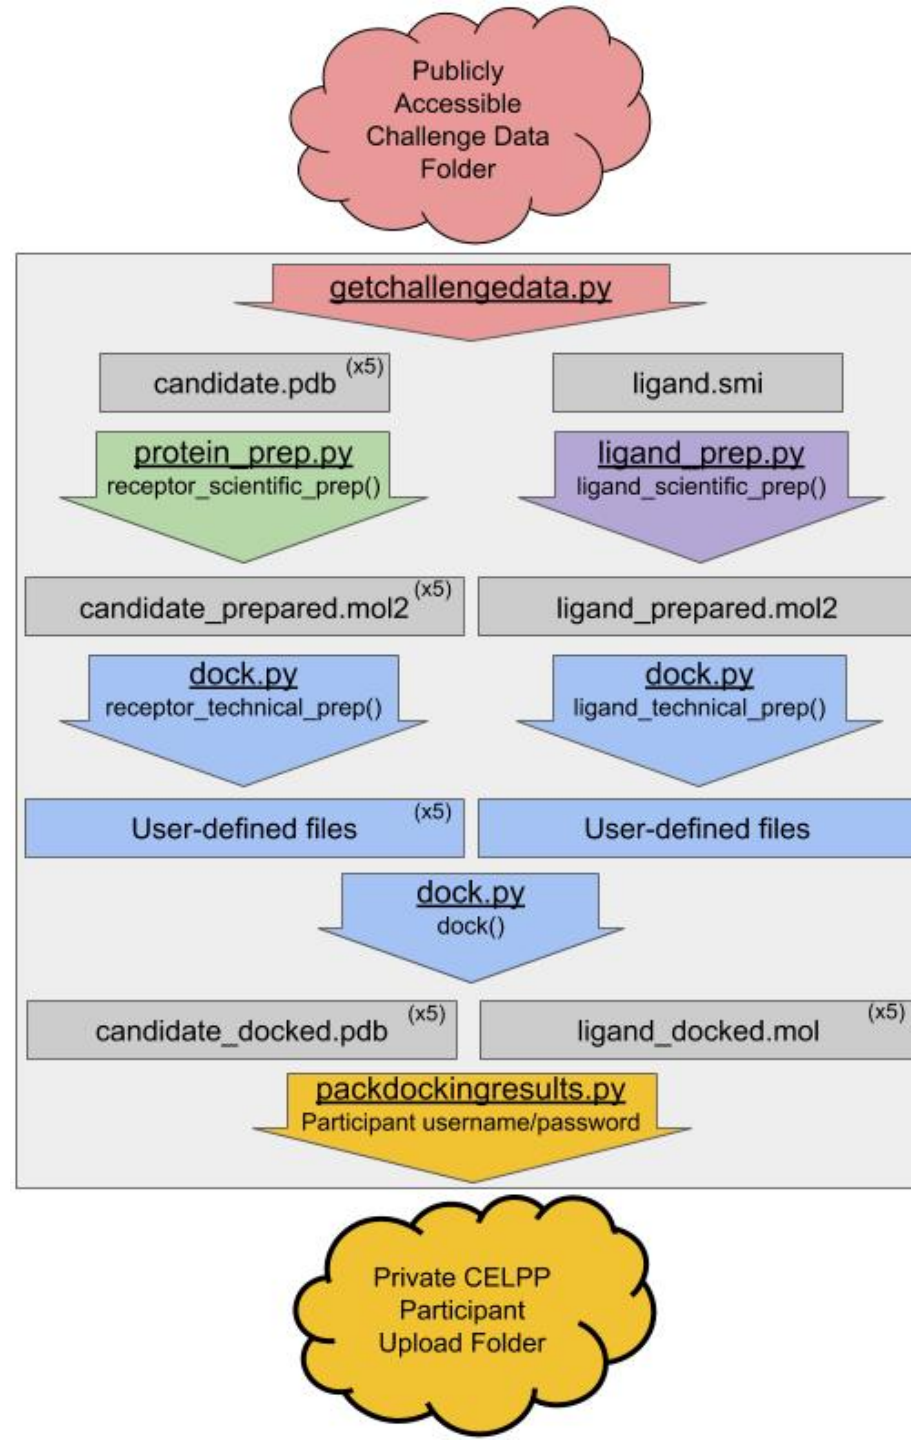 Publicly
Accessible
Challenge Data
Folder
getchallengedata.py
candidate.pdb (x5)
ligand.smi
protein_prep.py
receptor_scientific_prep()
ligand_prep.py
ligand_scientific_prep()
candidate_prepared.mol2 (x5)
ligand_prepared.mol2
dock.py
receptor_technical_prep()
dock.py
ligand_technical_prep()
User-defined files (x5)
User-defined files
dock.py
dock()
candidate_docked.pdb (x5)
ligand_docked.mol (x5)
packdockingresults.py
Participant username/password
Private CELPP
Participant
Upload Folder